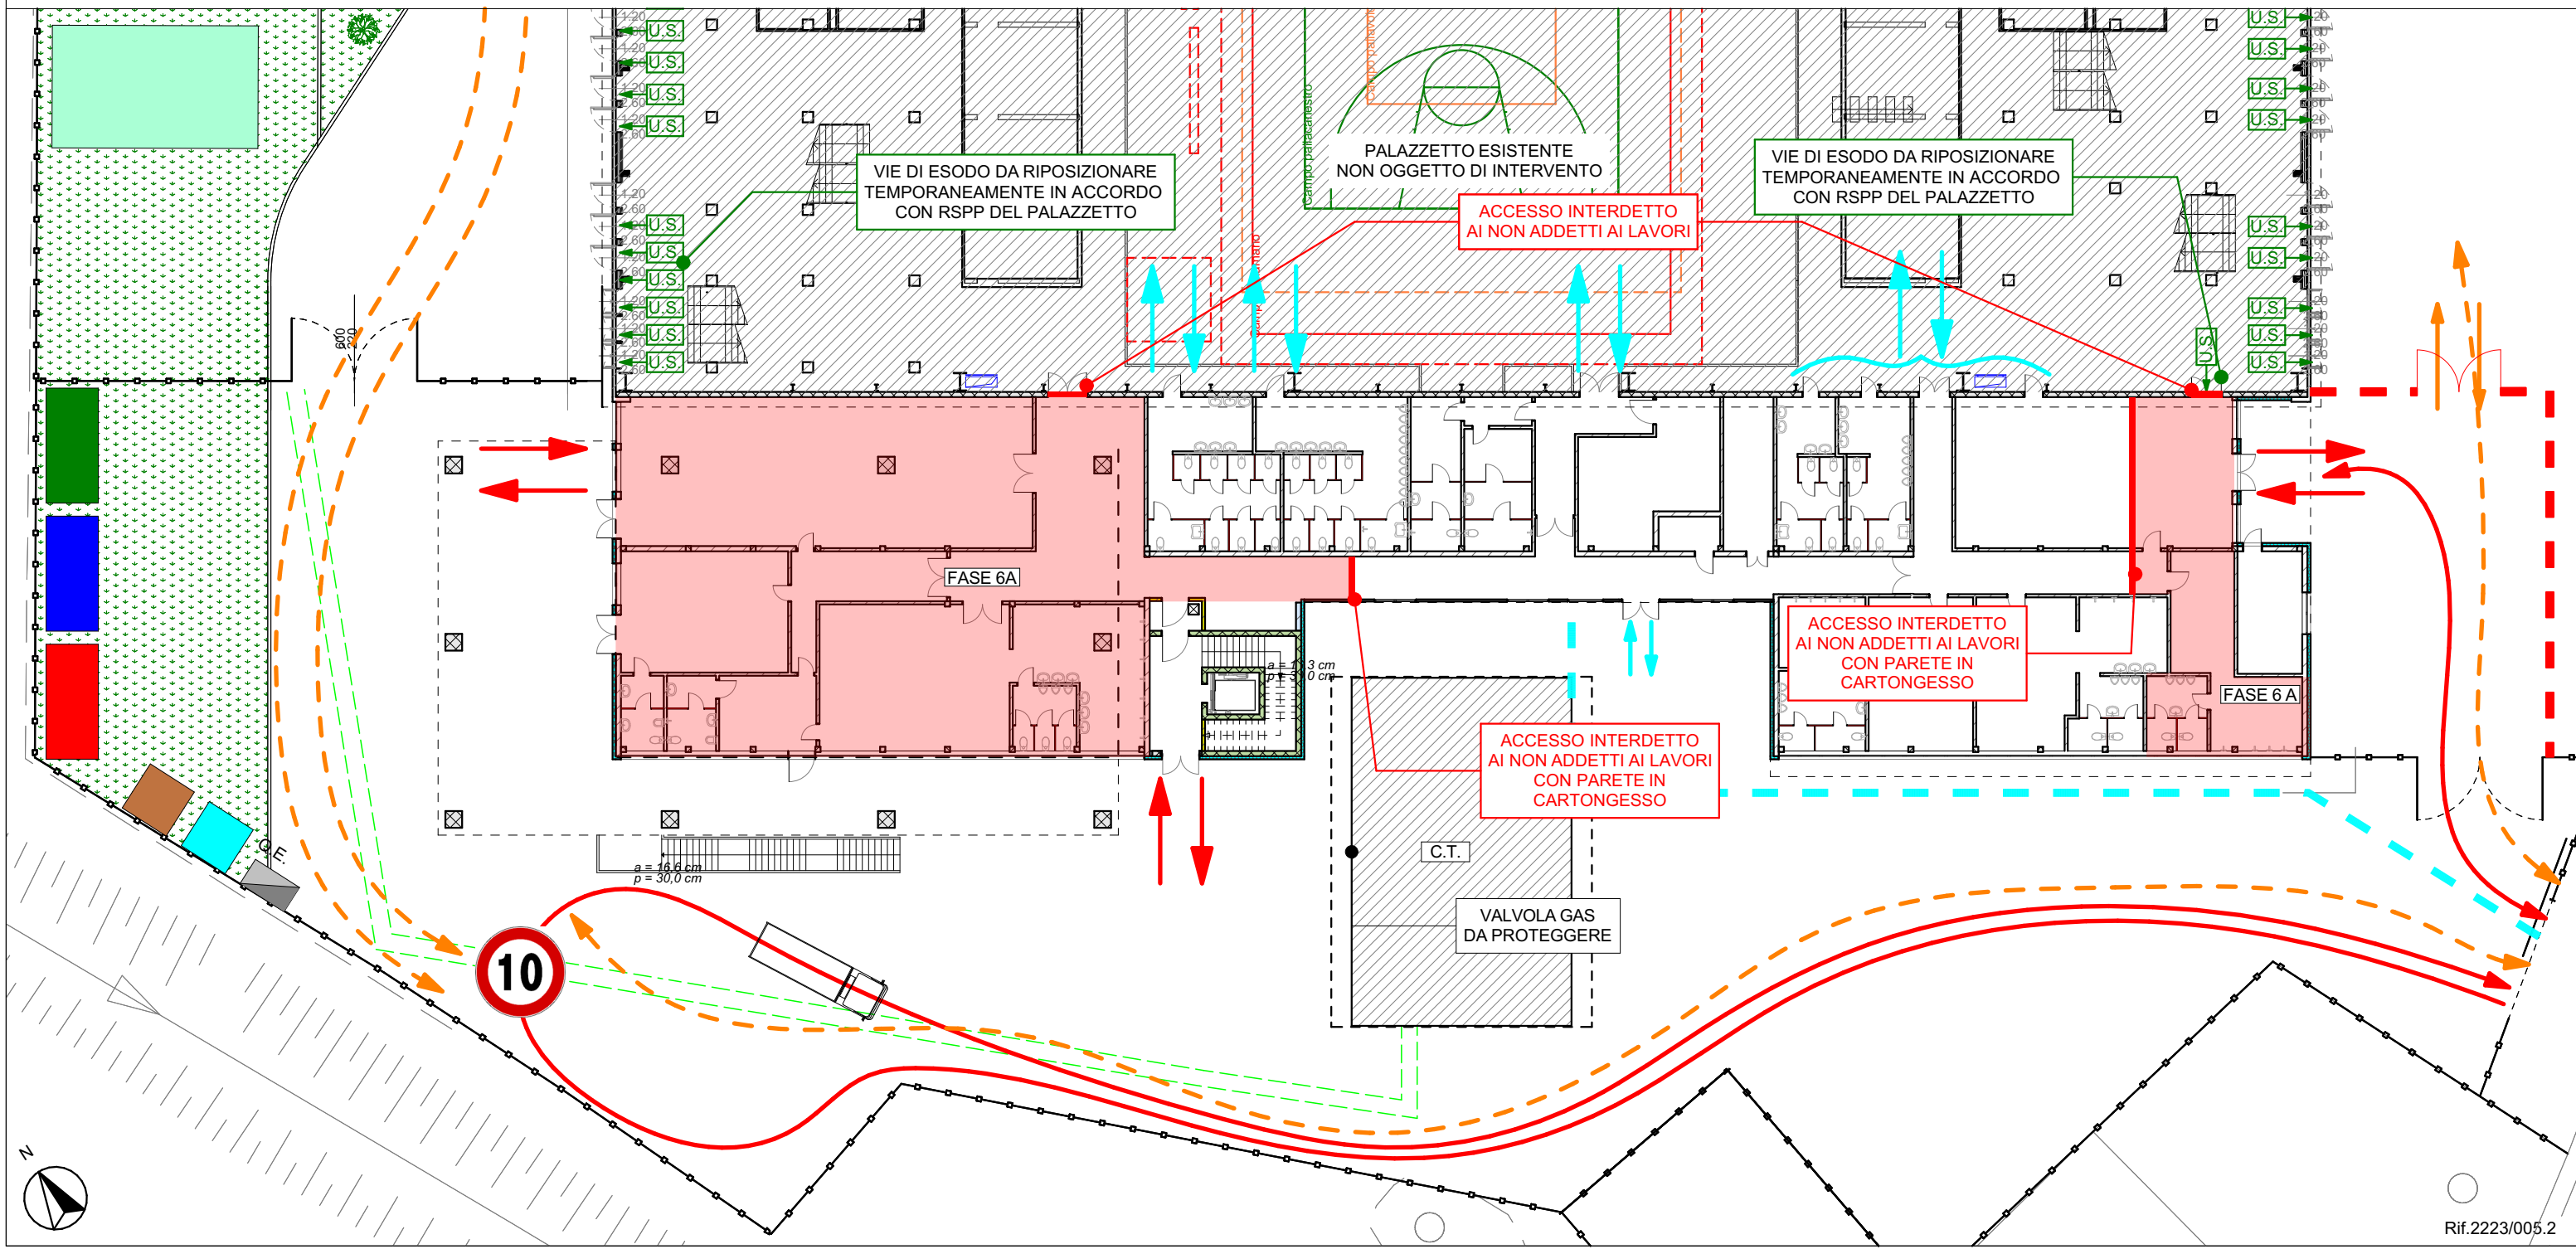 U.S.
U.S.
U.S.
U.S.
U.S.
U.S.
U.S.
U.S.
U.S.
U.S.
VIE DI ESODO DA RIPOSIZIONARE
TEMPORANEAMENTE IN ACCORDO
CON RSPP DEL PALAZZETTO
Campo pallacanestro
PALAZZETTO ESISTENTE
NON OGGETTO DI INTERVENTO
ACCESSO INTERDETTO
AI NON ADDETTI AI LAVORI
VIE DI ESODO DA RIPOSIZIONARE
TEMPORANEAMENTE IN ACCORDO
CON RSPP DEL PALAZZETTO
U.S.
U.S.
U.S.
U.S.
U.S.
U.S.
U.S.
U.S.
U.S.
U.S.
FASE 6A
ACCESSO INTERDETTO
AI NON ADDETTI AI LAVORI
CON PARETE IN
CARTONGESSO
FASE 6 A
ACCESSO INTERDETTO
AI NON ADDETTI AI LAVORI
CON PARETE IN
CARTONGESSO
a = 16,6 cm
p = 30,0 cm
C.T.
VALVOLA GAS
DA PROTEGGERE
Q.E.
10
N
Rif.2223/005.2